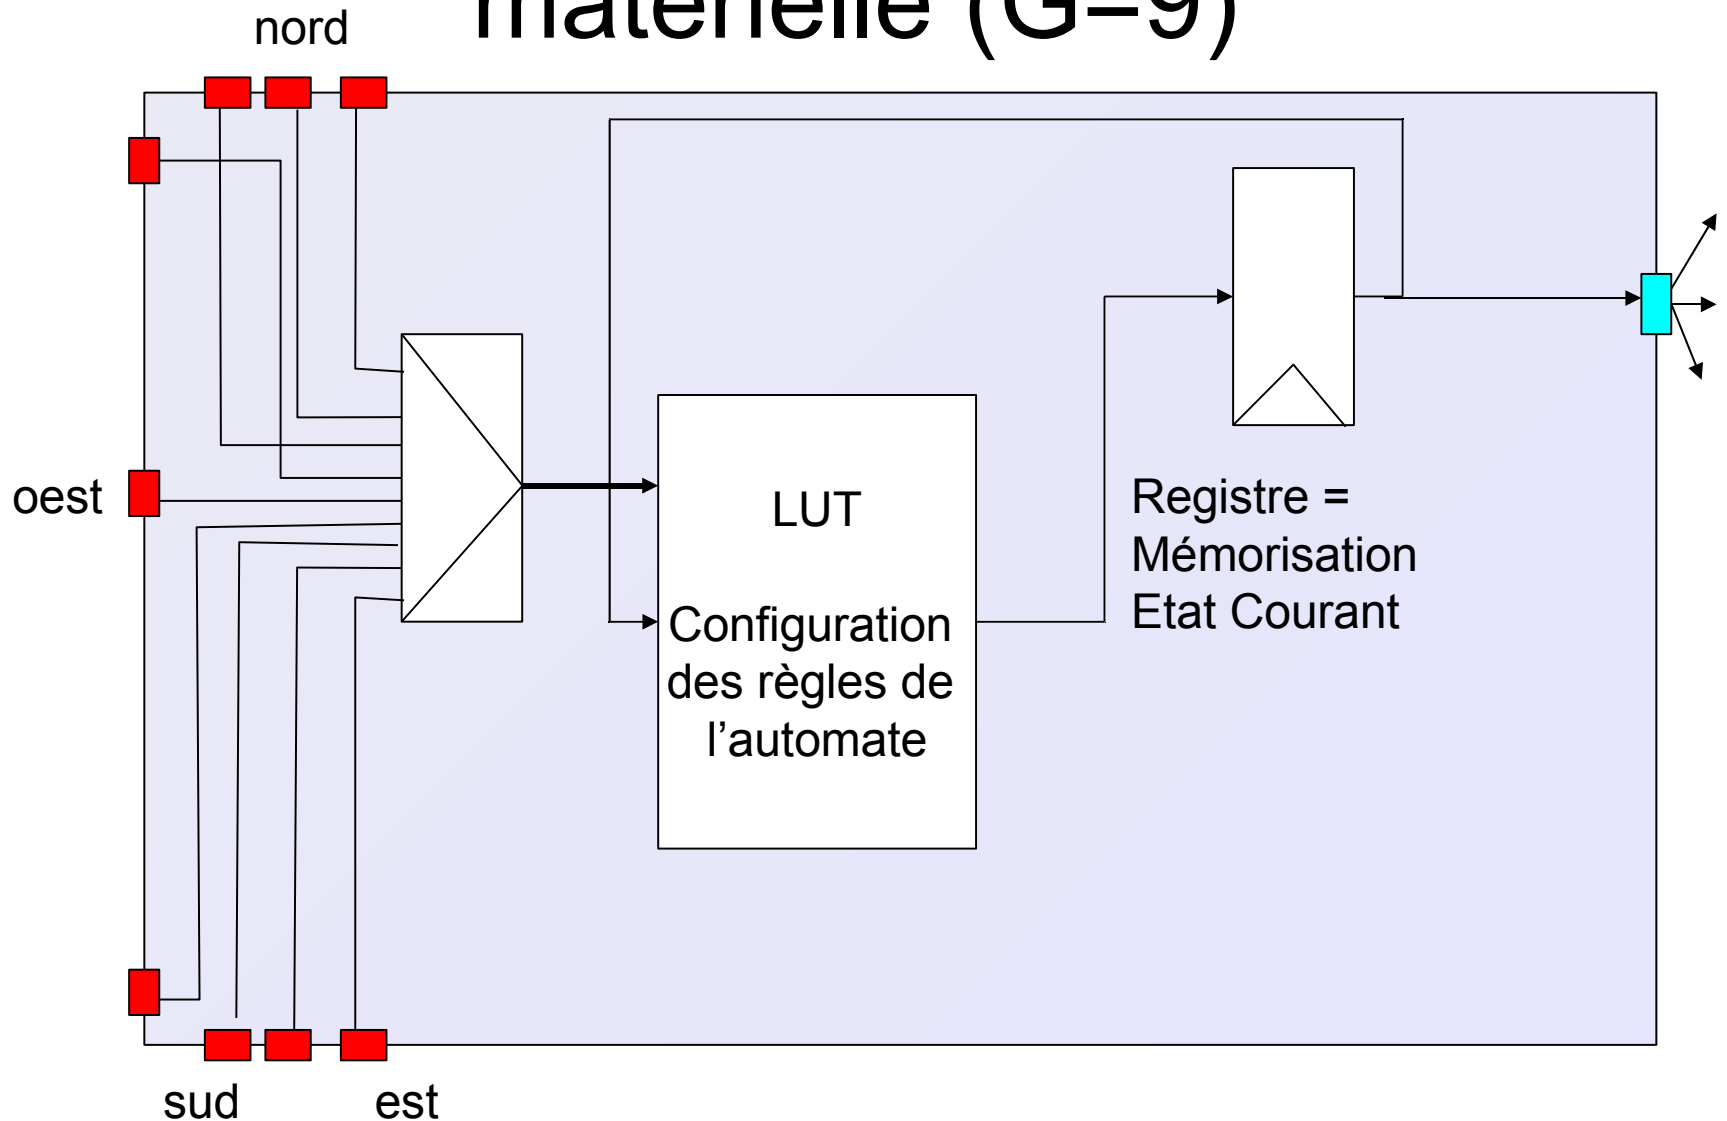 matérielle (G=9)
nord
oest
LUT
Configuration
des règles de
l’automate
Registre =
Mémorisation
Etat Courant
sud
est